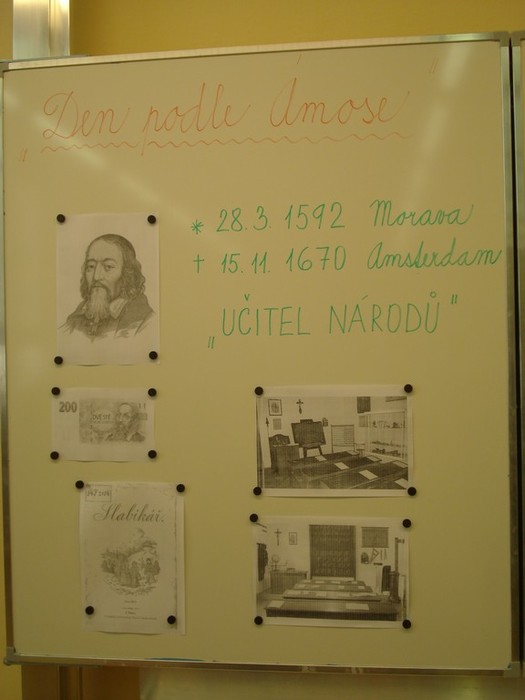 „Den podle Ámose"
* 28.3. 1592 Morava
† 15.11. 1670 Amsterdam
„UČITEL NÁRODŮ"
200
Slabikář.